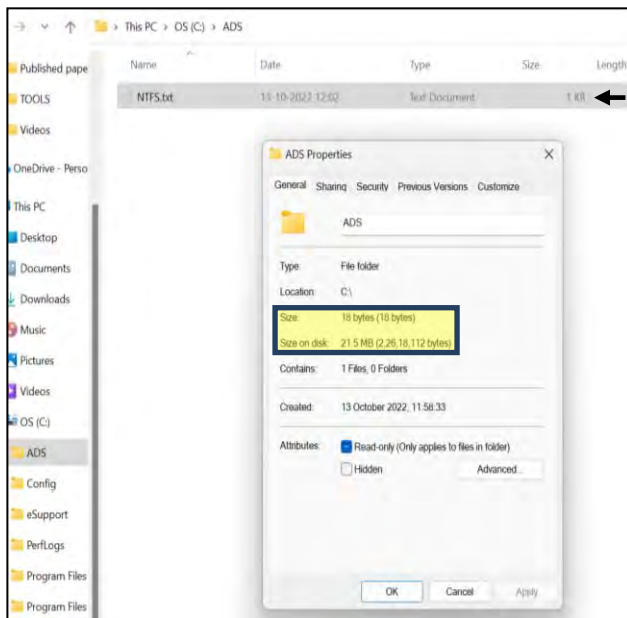 This PC > OS (C:) > ADS
Name Date Type Size Length
NTFS.txt 13-10-2022 12:02 Text Document 1 KB
Published pape
TOOLS
Videos
OneDrive - Perso
This PC
Desktop
Documents
Downloads
Music
Pictures
Videos
OS (C:)
ADS
Config
eSupport
PerfLogs
Program Files
Program Files
ADS Properties
General Sharing Security Previous Versions Customize
ADS
Type: File folder
Location: C:\
Size: 18 bytes (18 bytes)
Size on disk: 21.5 MB (2,26,18,112 bytes)
Contains: 1 Files, 0 Folders
Created: 13 October 2022, 11:58:33
Attributes: Read-only (Only applies to files in folder)
Hidden Advanced...
OK Cancel Apply